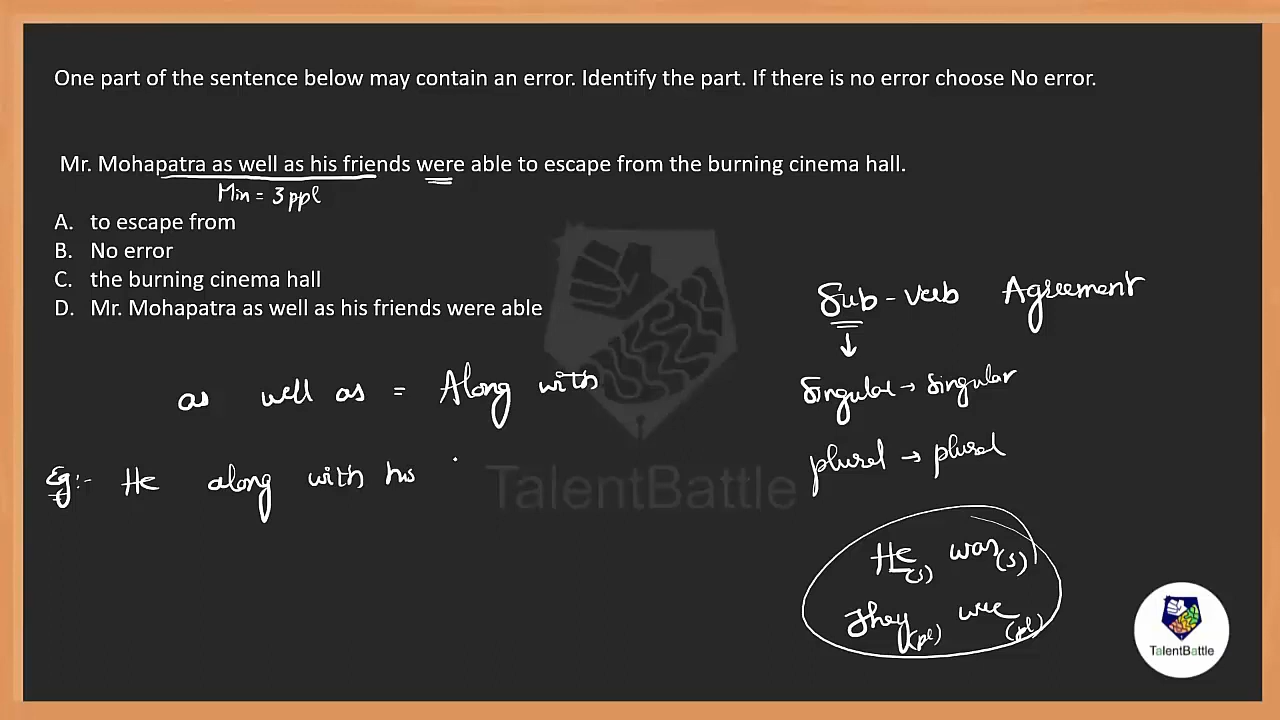 One part of the sentence below may contain an error. Identify the part. If there is no error choose No error.
Mr. Mohapatra as well as his friends were able to escape from the burning cinema hall.
Min = 3 ppl
A. to escape from
B. No error
C. the burning cinema hall
D. Mr. Mohapatra as well as his friends were able
Sub - verb Agreement
as well as = Along with
Singular → Singular
plural → plural
Eg:- He along with his
TalentBattle
He (s) was (s)
They (pl) were (pl)
TalentBattle